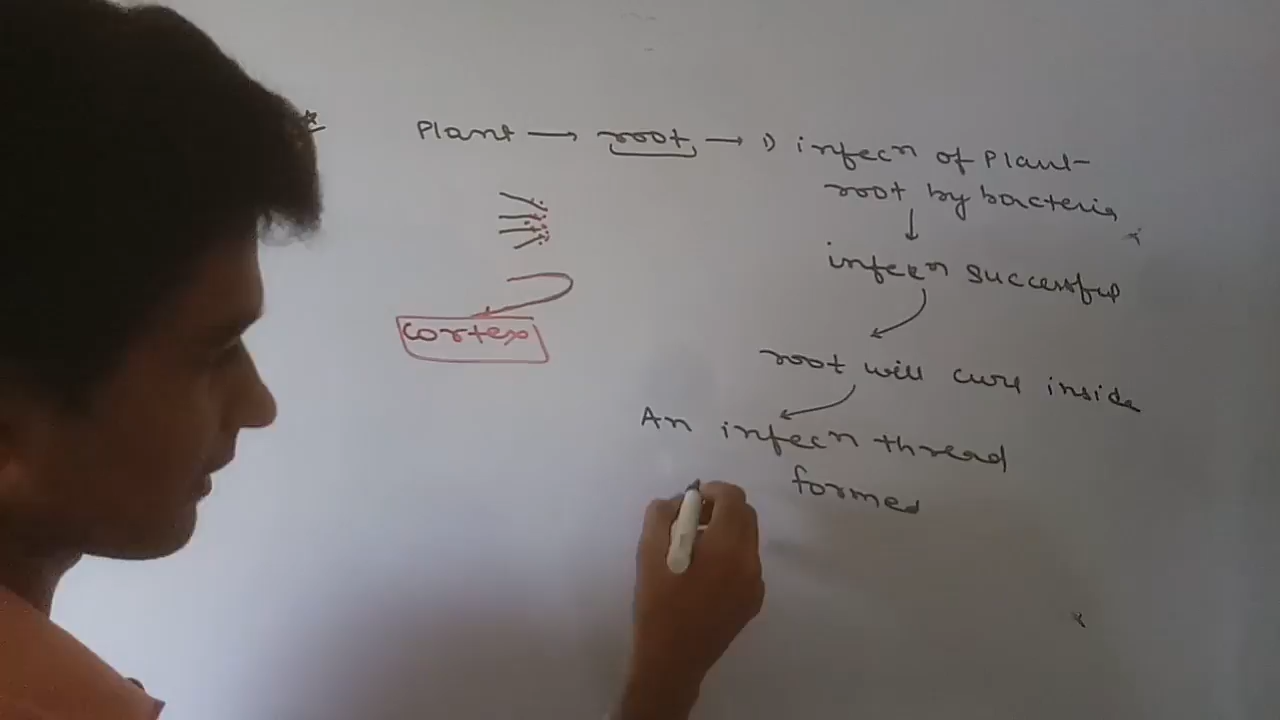 Plant → root → 1) infecn of Plant
root by bacteria
↓
infecn successful
root will curl inside
cortex
An infecn thread
formed